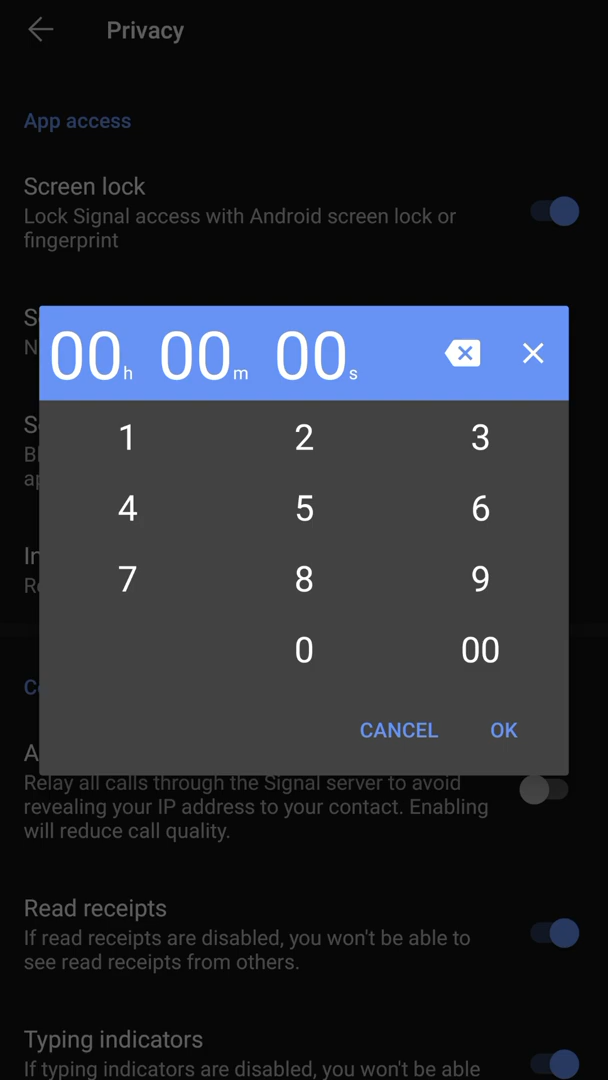 Privacy
App access
Screen lock
Lock Signal access with Android screen lock or
fingerprint
00h 00m 00s
1 2 3
4 5 6
7 8 9
0 00
CANCEL OK
Relay all calls through the Signal server to avoid
revealing your IP address to your contact. Enabling
will reduce call quality.
Read receipts
If read receipts are disabled, you won't be able to
see read receipts from others.
Typing indicators
If typing indicators are disabled, you won't be able